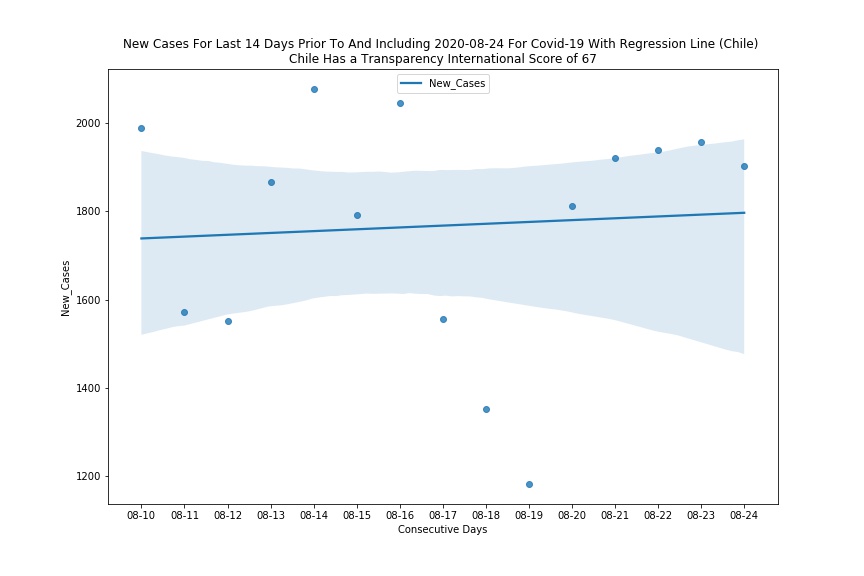 New Cases For Last 14 Days Prior To And Including 2020-08-24 For Covid-19 With Regression Line (Chile)
Chile Has a Transparency International Score of 67
New_Cases
2000
1800
1600
1400
1200
New_Cases
08-10 08-11 08-12 08-13 08-14 08-15 08-16 08-17 08-18 08-19 08-20 08-21 08-22 08-23 08-24
Consecutive Days